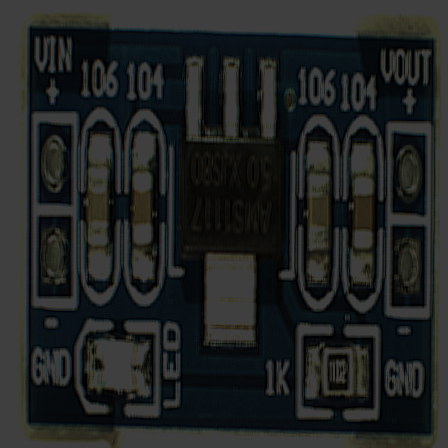 VIN
VOUT
106 104
106 104
+
+
AMS1117
-
-
GND
LED
1K
GND